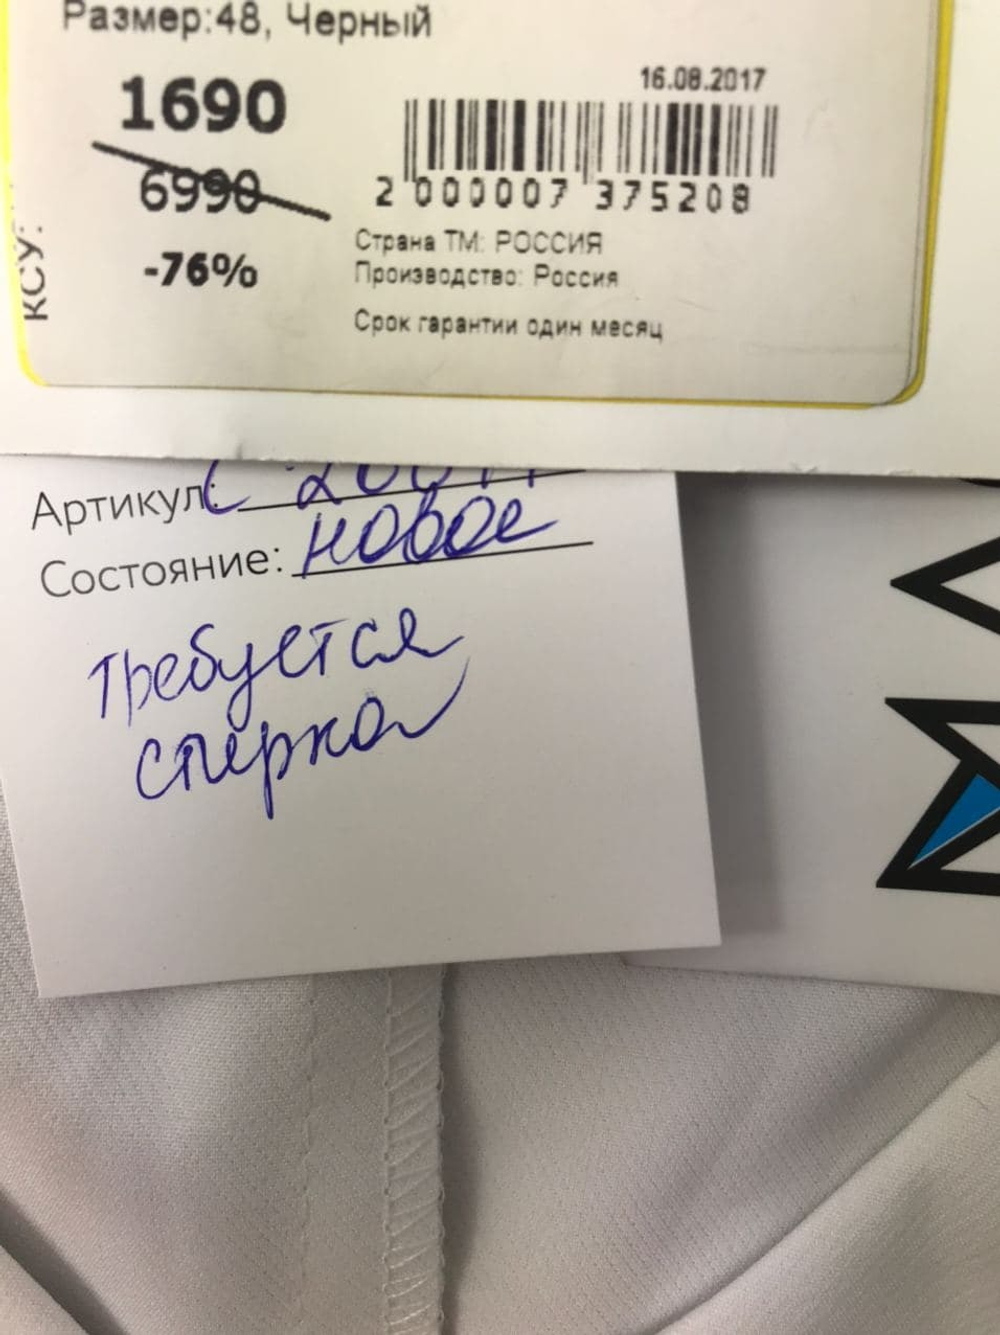 Размер:48, Черный
16.08.2017
1690
6990
2 000007 375208
-76%
Страна ТМ: РОССИЯ
Производство: Россия
Срок гарантии один месяц
КСУ:
Артикул:
Состояние: новое
требуется
стирка